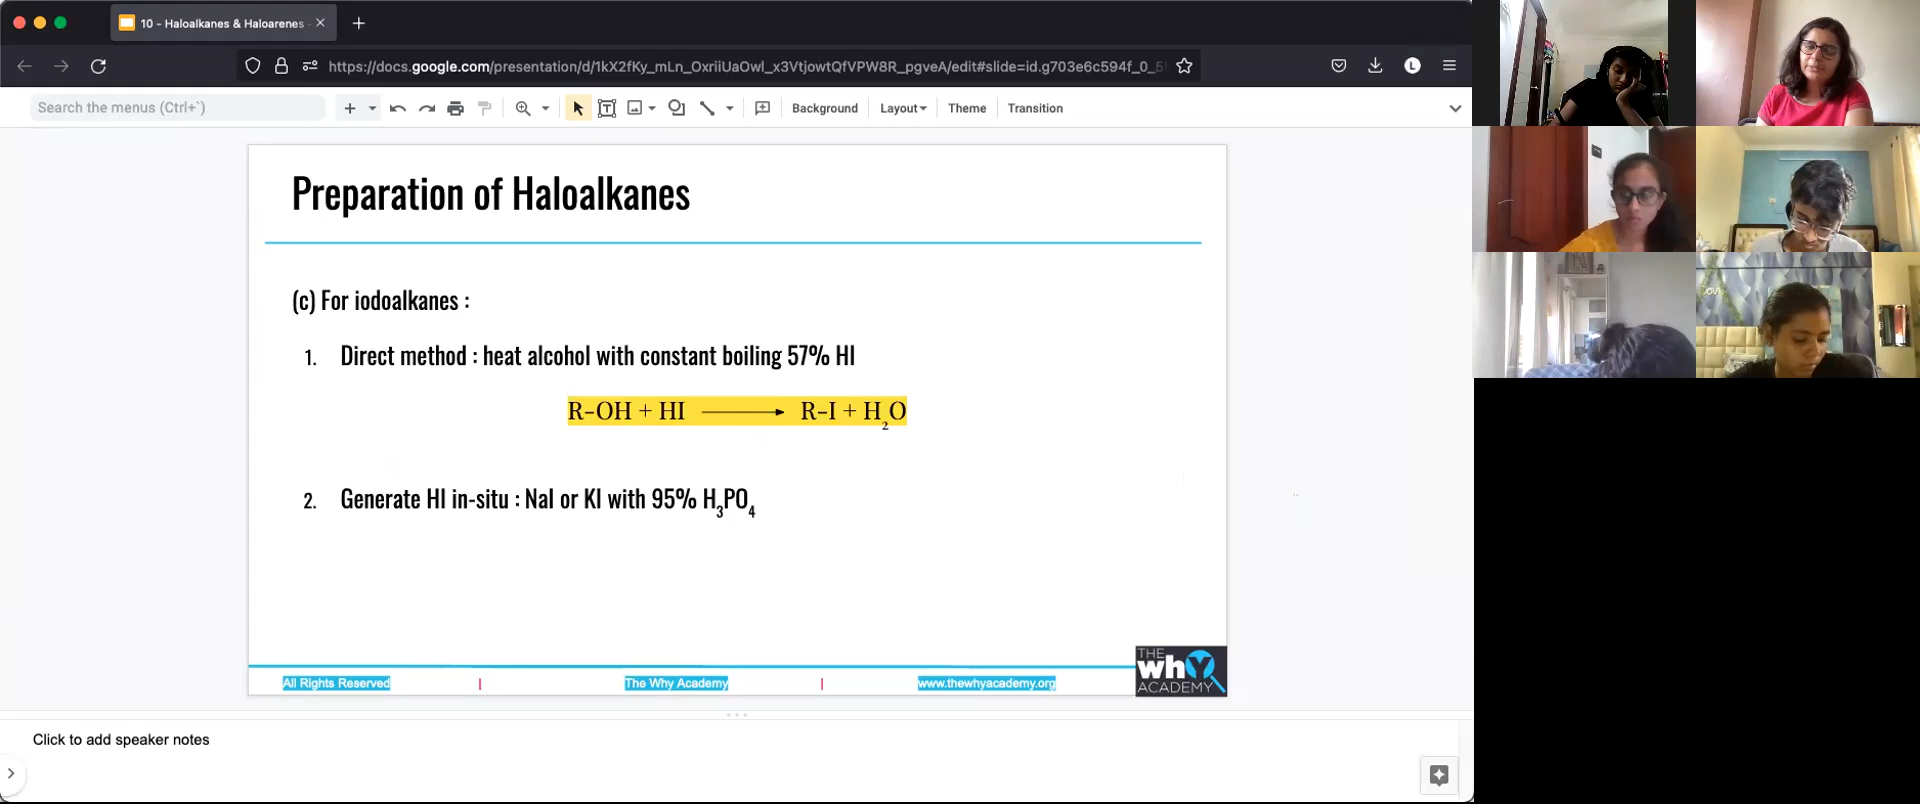 10 - Haloalkanes & Haloarenes -
https://docs.google.com/presentation/d/1kX2fKy_mLn_OxriiUaOwl_x3VtjowtQfVPW8R_pgveA/edit#slide=id.g703e6c594f_0_5
L
Search the menus (Ctrl+`)
Background Layout Theme Transition
Preparation of Haloalkanes
(c) For iodoalkanes :
1. Direct method : heat alcohol with constant boiling 57% HI
R–OH + HI ⟶ R–I + H₂O
2. Generate HI in-situ : NaI or KI with 95% H₃PO₄
All Rights Reserved | The Why Academy | www.thewhyacademy.org
THE
whY
ACADEMY
Click to add speaker notes